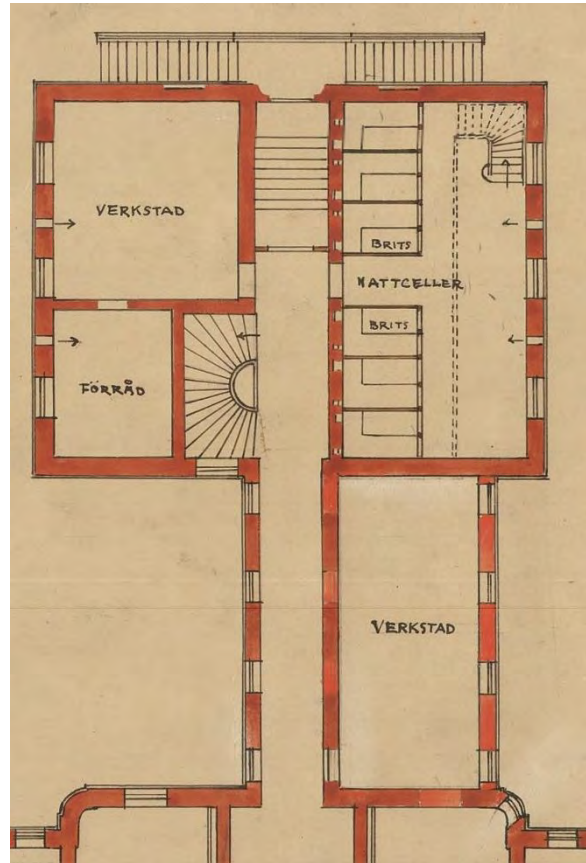 VERKSTAD
BRITS
NATTCELLER
BRITS
FÖRRÅD
VERKSTAD